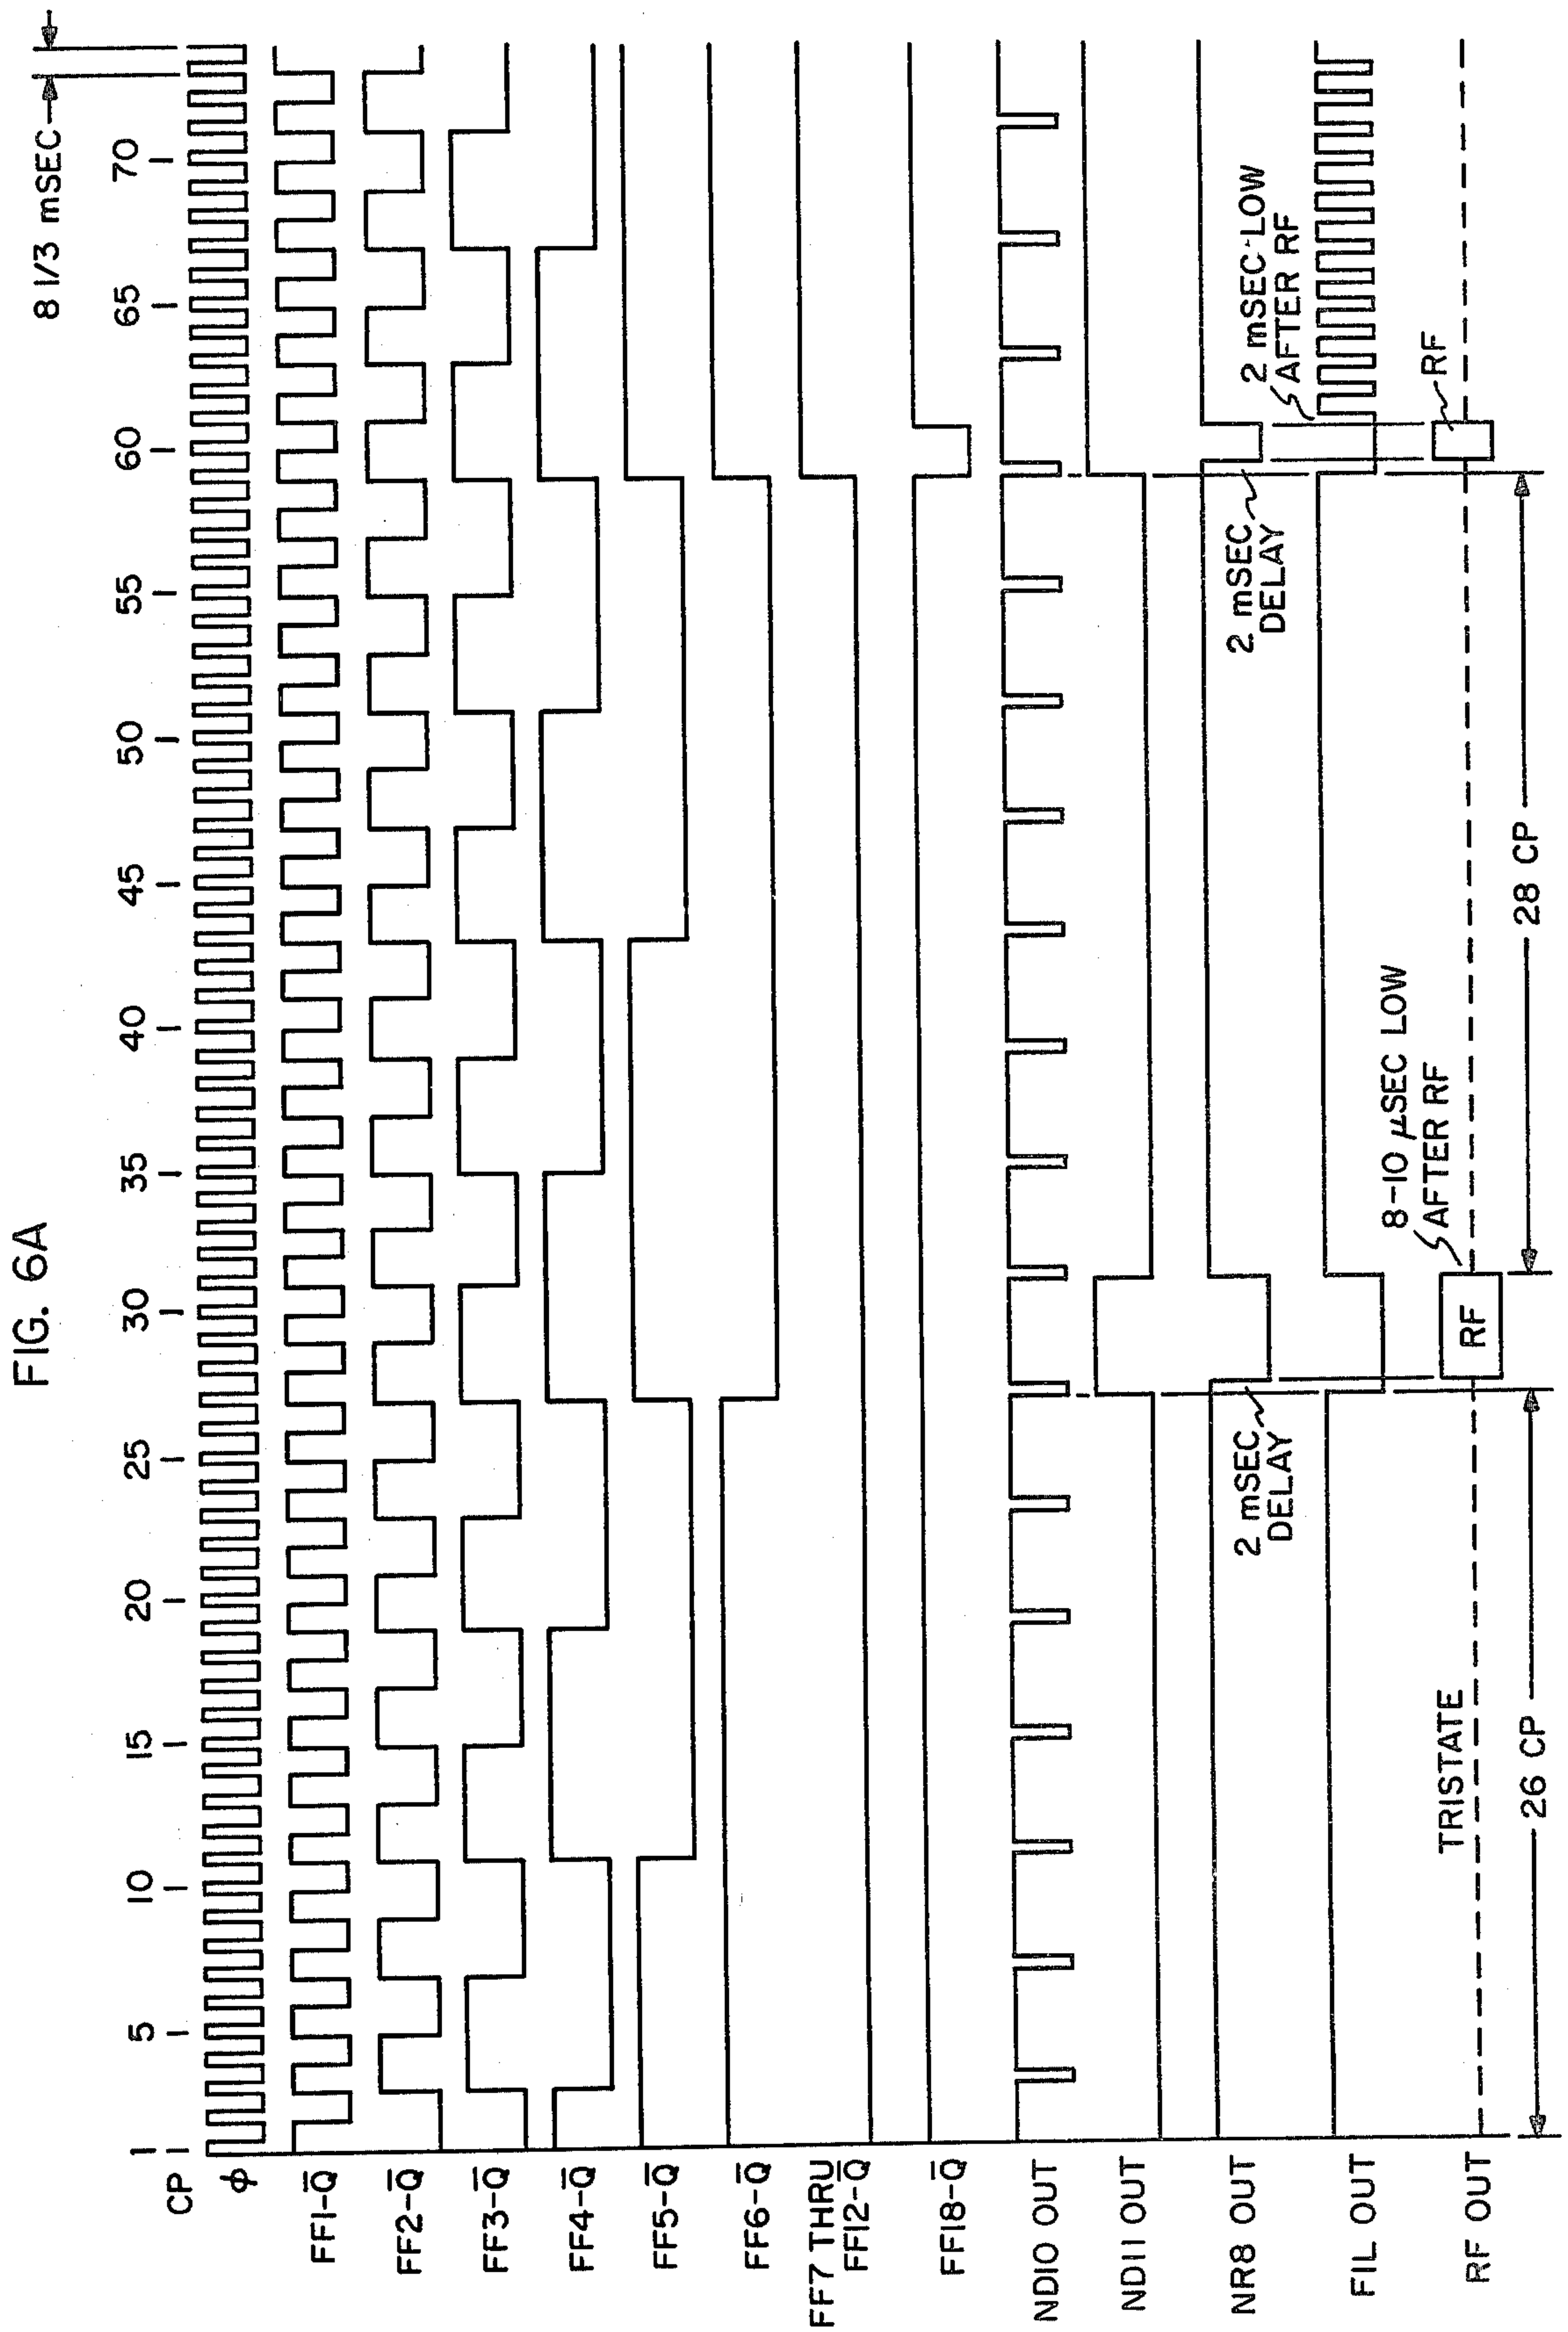 FIG. 6A
8 1/3 mSEC
CP
1
5
10
15
20
25
30
35
40
45
50
55
60
65
70
ϕ
FF1-Q̅
FF2-Q̅
FF3-Q̅
FF4-Q̅
FF5-Q̅
FF6-Q̅
FF7 THRU
FF12-Q̅
FF18-Q̅
ND10 OUT
ND11 OUT
NR8 OUT
2 mSEC
DELAY
2 mSEC
DELAY
2 mSEC-LOW
AFTER RF
FIL OUT
8-10 μSEC LOW
AFTER RF
RF OUT
TRISTATE
RF
RF
26 CP
28 CP